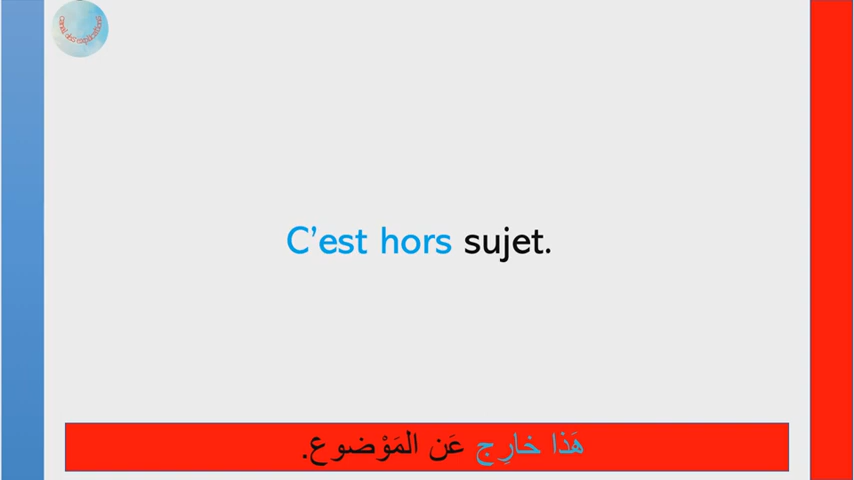 C'est hors sujet.
هَذا خارِج عَن المَوْضوع.